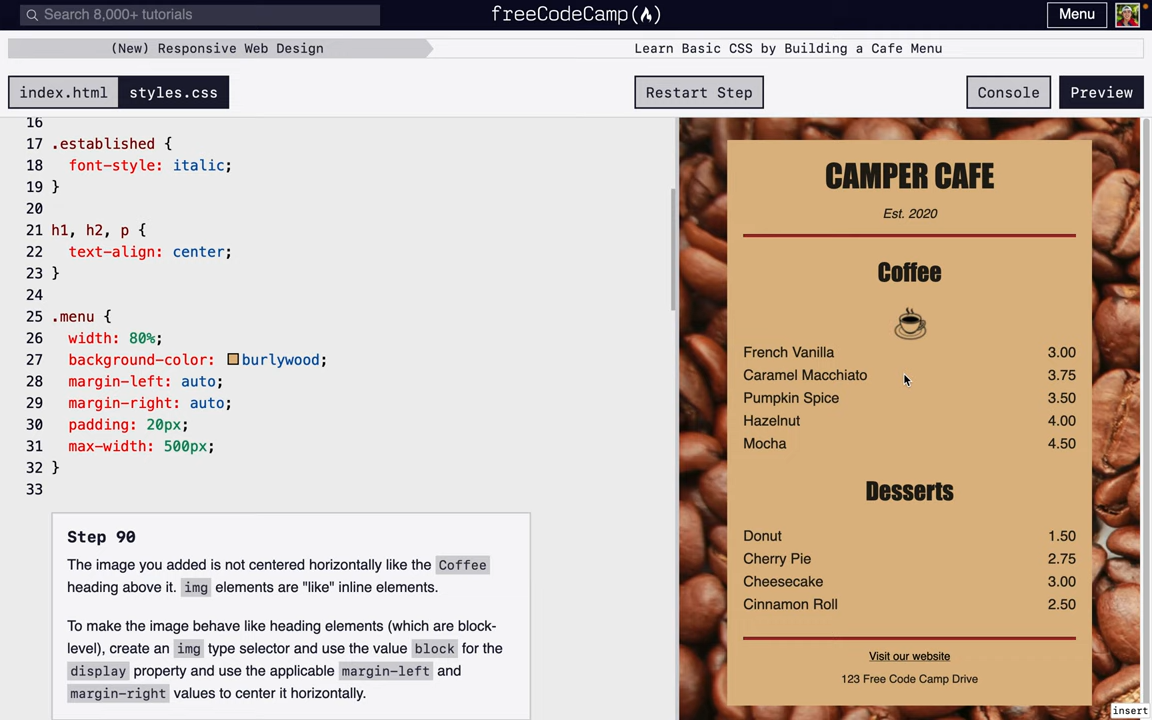 Search 8,000+ tutorials
freeCodeCamp
Menu
(New) Responsive Web Design
Learn Basic CSS by Building a Cafe Menu
index.html
styles.css
Restart Step
Console
Preview
16
17 .established {
18 font-style: italic;
19 }
20
21 h1, h2, p {
22 text-align: center;
23 }
24
25 .menu {
26 width: 80%;
27 background-color: burlywood;
28 margin-left: auto;
29 margin-right: auto;
30 padding: 20px;
31 max-width: 500px;
32 }
33
Step 90
The image you added is not centered horizontally like the Coffee
heading above it. img elements are "like" inline elements.
To make the image behave like heading elements (which are block-
level), create an img type selector and use the value block for the
display property and use the applicable margin-left and
margin-right values to center it horizontally.
CAMPER CAFE
Est. 2020
Coffee
French Vanilla 3.00
Caramel Macchiato 3.75
Pumpkin Spice 3.50
Hazelnut 4.00
Mocha 4.50
Desserts
Donut 1.50
Cherry Pie 2.75
Cheesecake 3.00
Cinnamon Roll 2.50
Visit our website
123 Free Code Camp Drive
insert